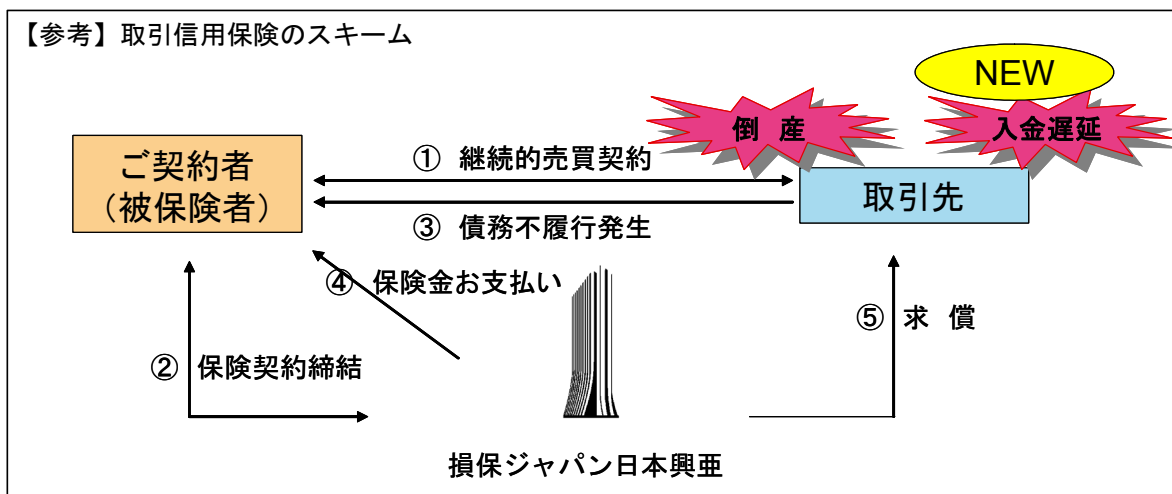 【参考】取引信用保険のスキーム
NEW
倒 産
入金遅延
ご契約者
（被保険者）
① 継続的売買契約
取引先
③ 債務不履行発生
④ 保険金お支払い
⑤ 求 償
② 保険契約締結
損保ジャパン日本興亜